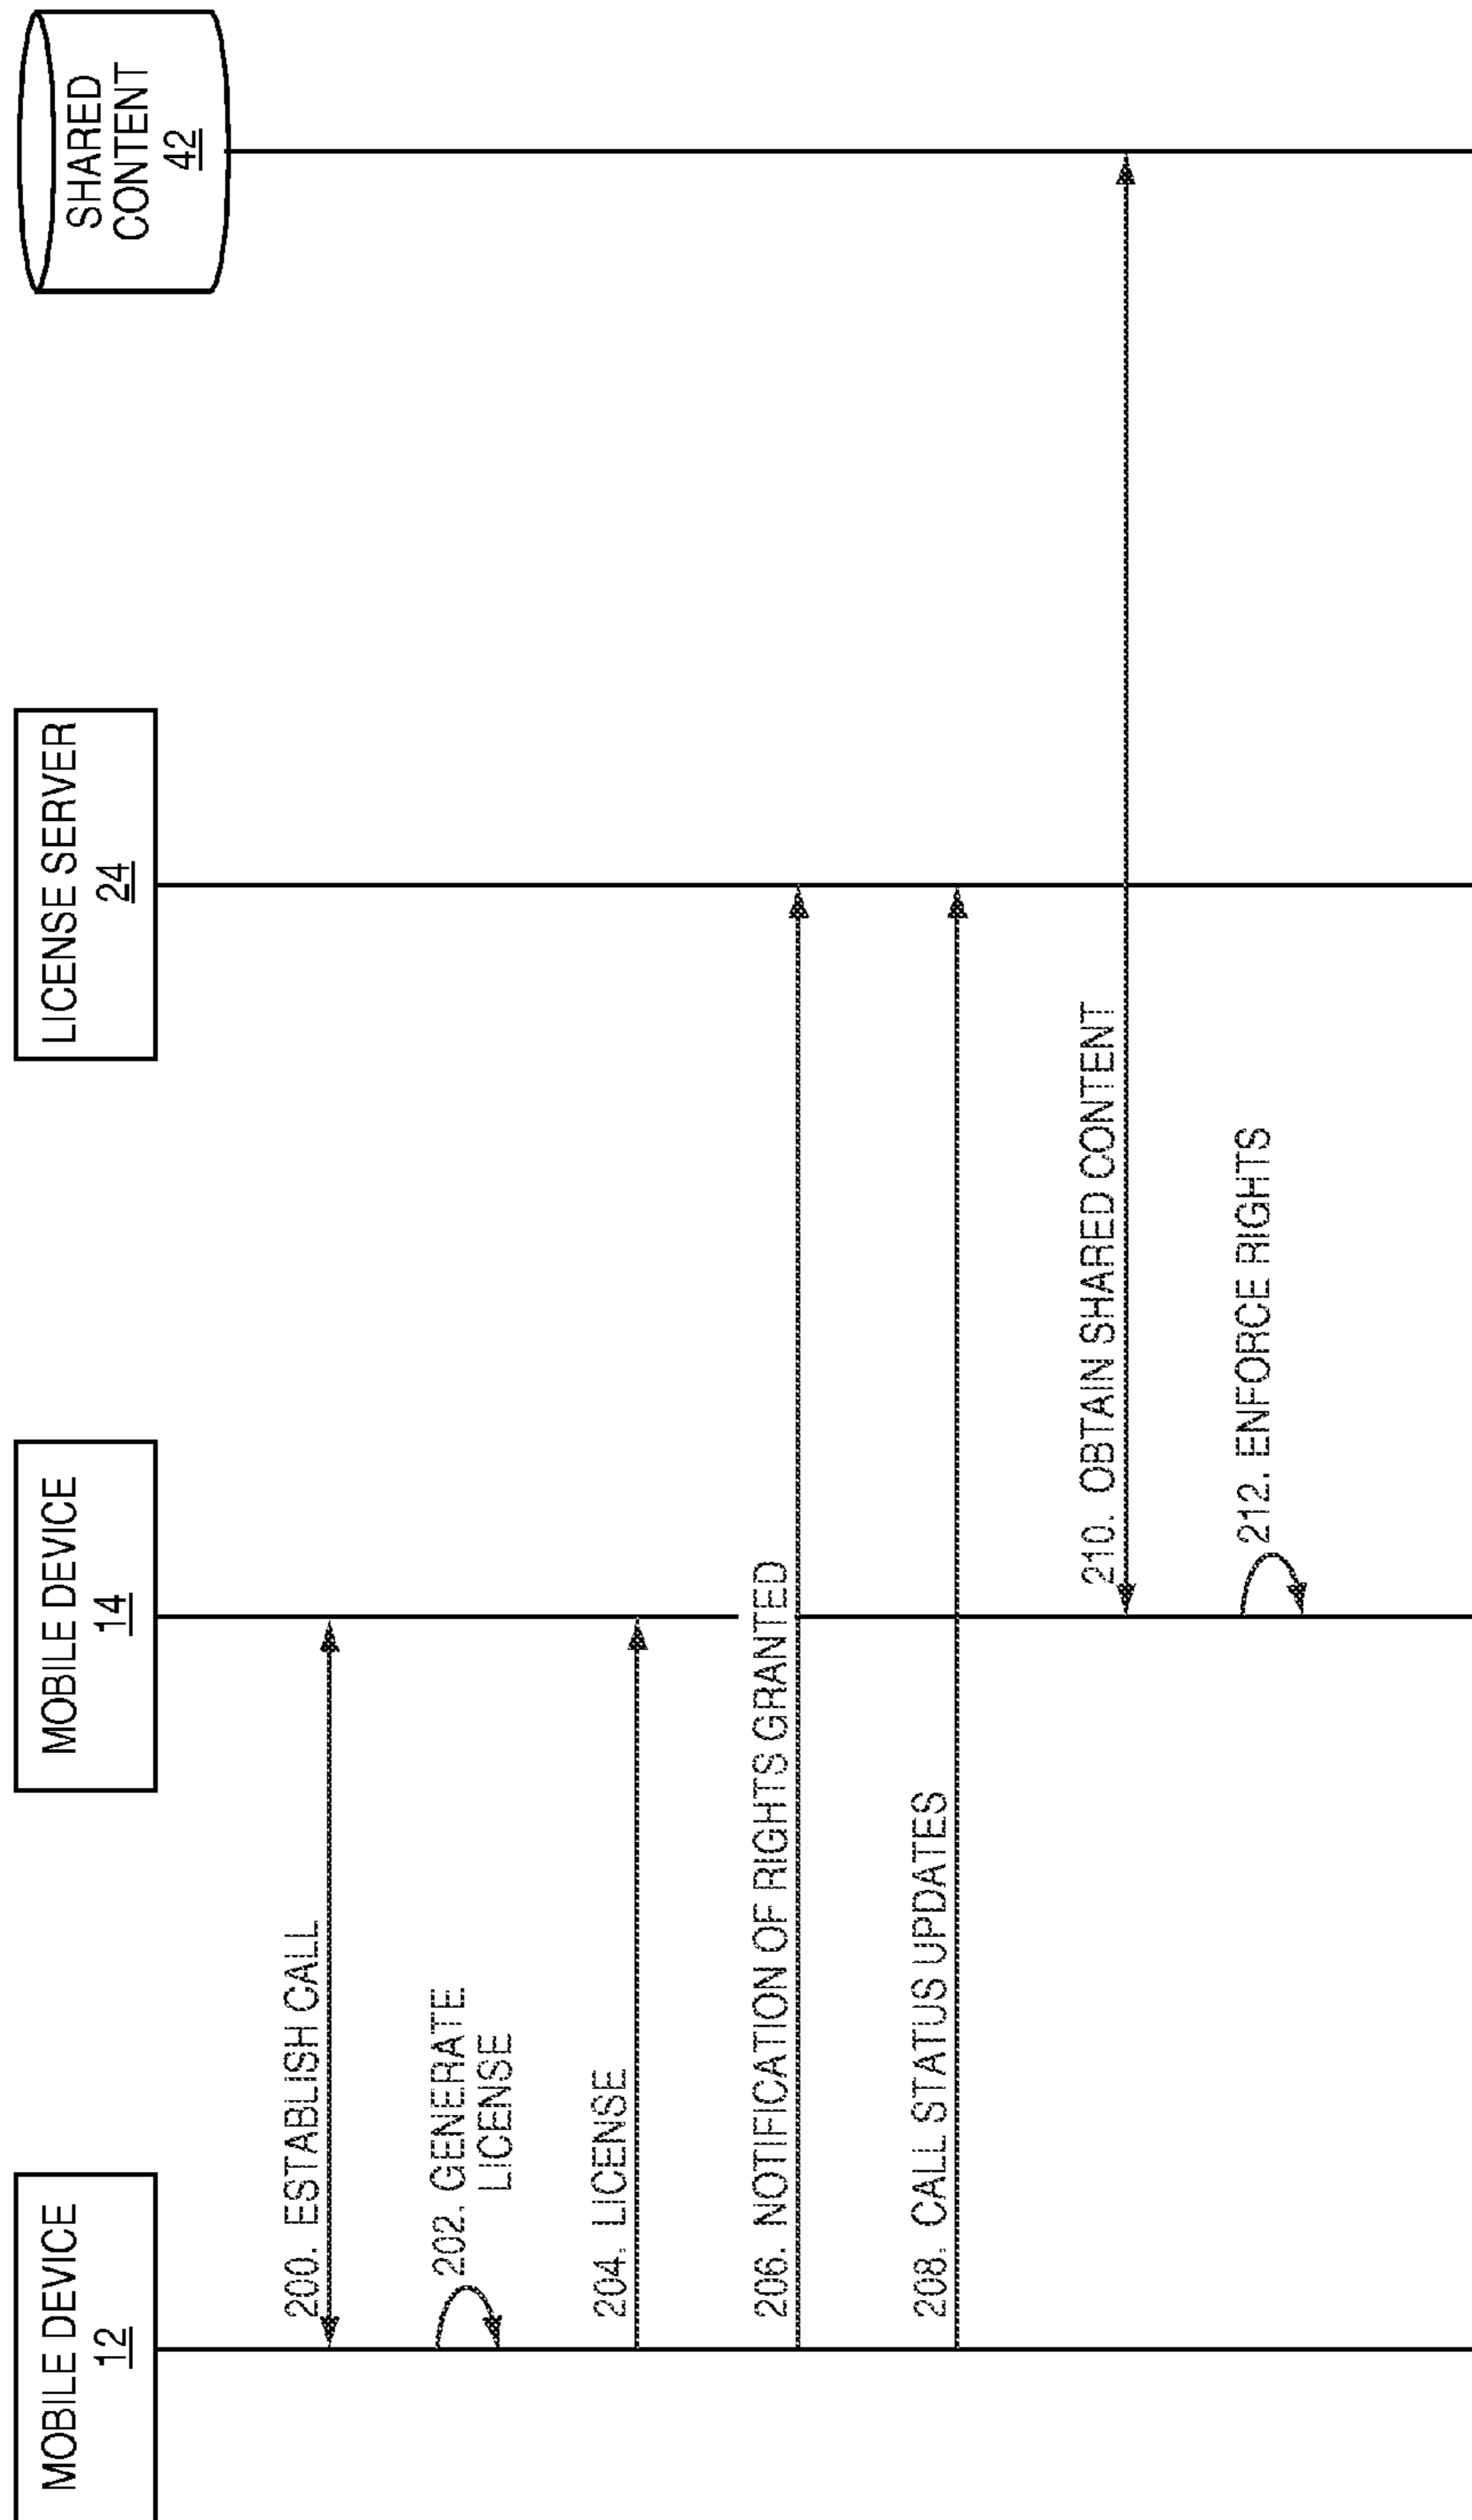 MOBILE DEVICE
12
MOBILE DEVICE
14
LICENSE SERVER
24
SHARED
CONTENT
42
200. ESTABLISH CALL
202. GENERATE
LICENSE
204. LICENSE
206. NOTIFICATION OF RIGHTS GRANTED
208. CALL STATUS UPDATES
210. OBTAIN SHARED CONTENT
212. ENFORCE RIGHTS